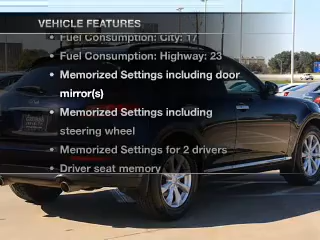 VEHICLE FEATURES
• Fuel Consumption: City: 17
• Fuel Consumption: Highway: 23
• Memorized Settings including door
mirror(s)
• Memorized Settings including
steering wheel
• Memorized Settings for 2 drivers
• Driver seat memory